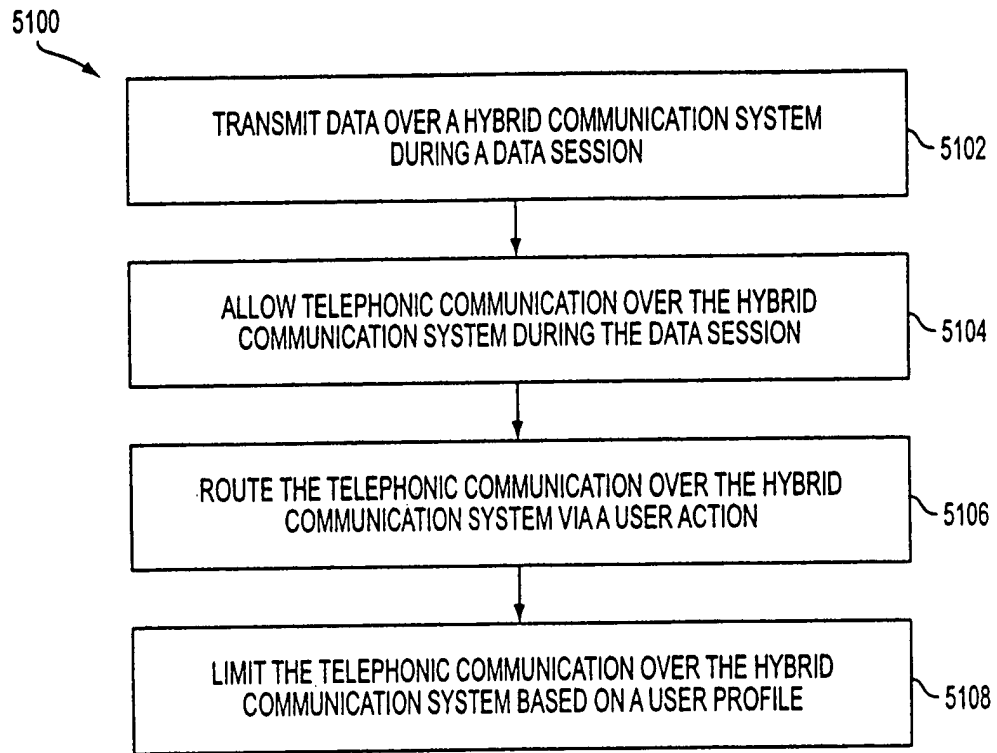 5100
TRANSMIT DATA OVER A HYBRID COMMUNICATION SYSTEM
DURING A DATA SESSION
5102
ALLOW TELEPHONIC COMMUNICATION OVER THE HYBRID
COMMUNICATION SYSTEM DURING THE DATA SESSION
5104
ROUTE THE TELEPHONIC COMMUNICATION OVER THE HYBRID
COMMUNICATION SYSTEM VIA A USER ACTION
5106
LIMIT THE TELEPHONIC COMMUNICATION OVER THE HYBRID
COMMUNICATION SYSTEM BASED ON A USER PROFILE
5108